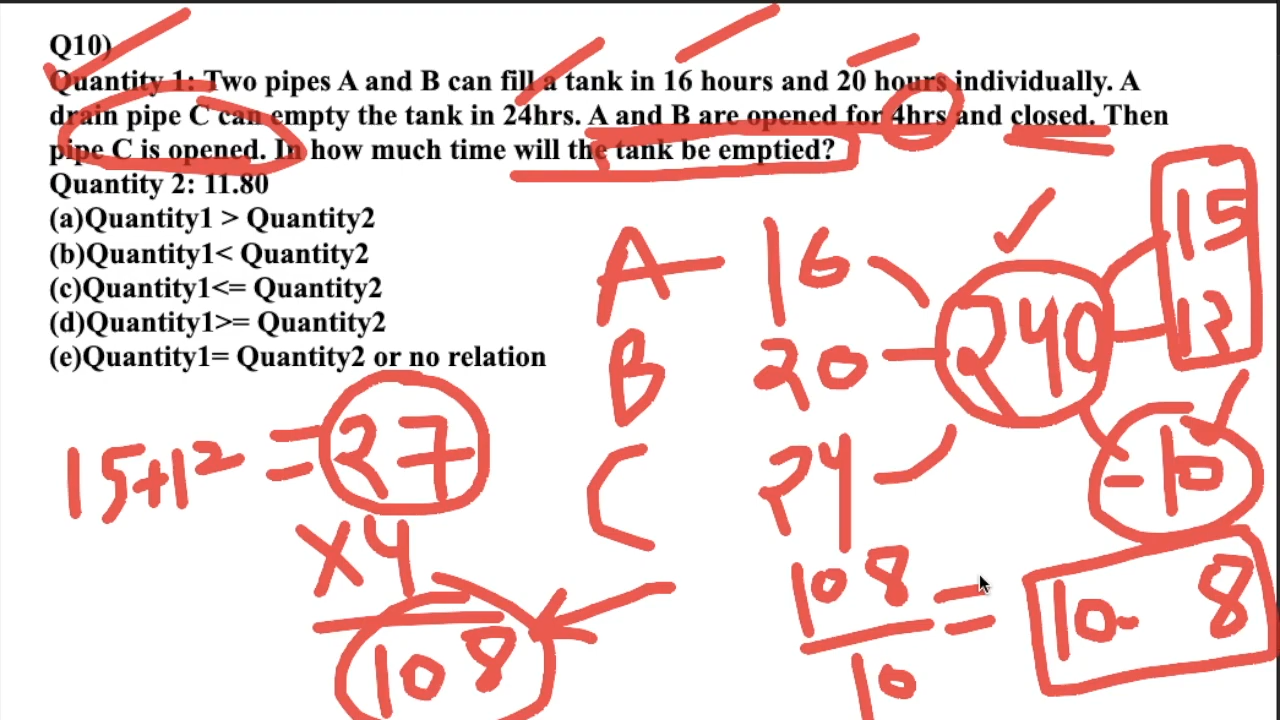 Q10)
Quantity 1: Two pipes A and B can fill a tank in 16 hours and 20 hours individually. A
drain pipe C can empty the tank in 24hrs. A and B are opened for 4hrs and closed. Then
pipe C is opened. In how much time will the tank be emptied?
Quantity 2: 11.80
(a)Quantity1 > Quantity2
(b)Quantity1< Quantity2
(c)Quantity1<= Quantity2
(d)Quantity1>= Quantity2
(e)Quantity1= Quantity2 or no relation
A 16
B 20
C 24
240
15
12
-10
15+12 = 27
X4
108
108
10
= 10.8